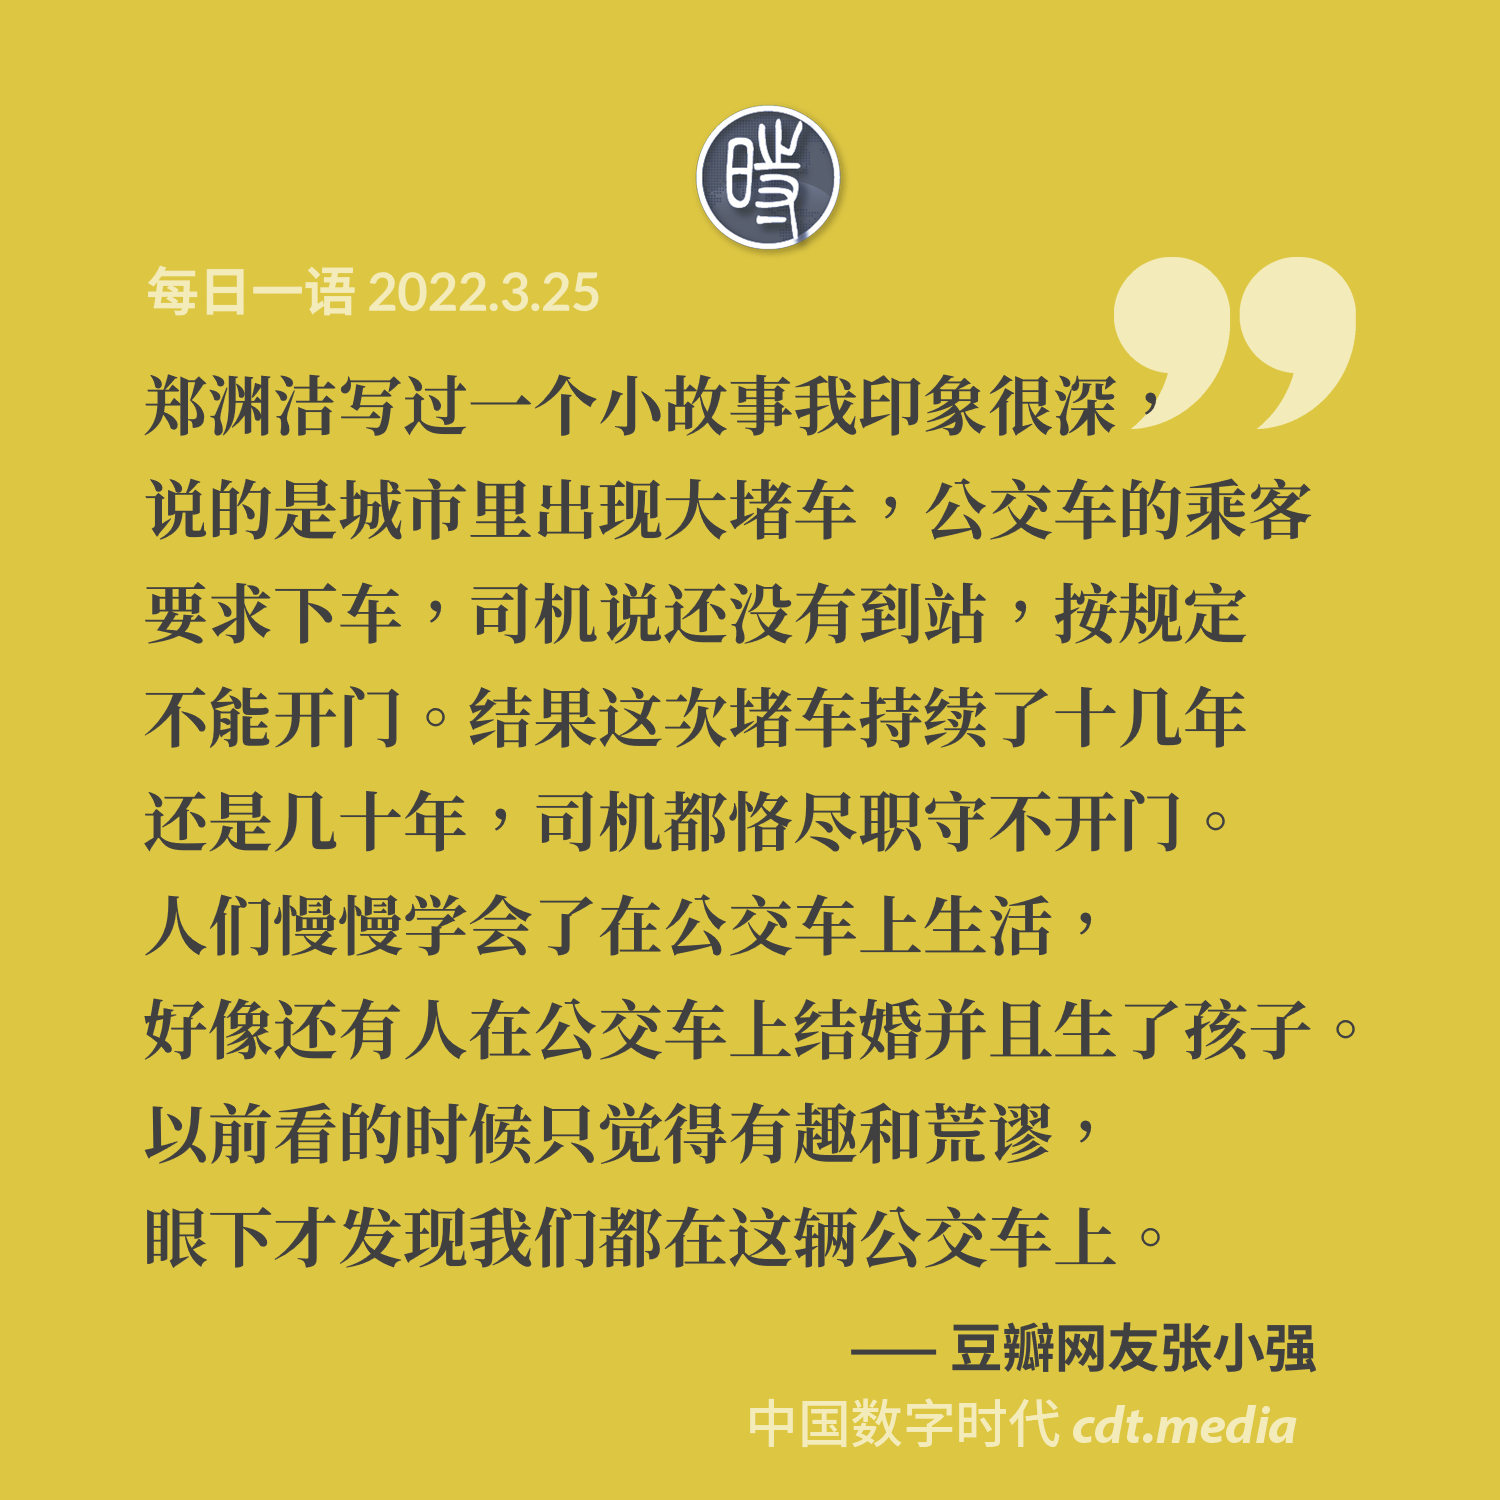 时
每日一语 2022.3.25
郑渊洁写过一个小故事我印象很深，
说的是城市里出现大堵车，公交车的乘客
要求下车，司机说还没有到站，按规定
不能开门。结果这次堵车持续了十几年
还是几十年，司机都恪尽职守不开门。
人们慢慢学会了在公交车上生活，
好像还有人在公交车上结婚并且生了孩子。
以前看的时候只觉得有趣和荒谬，
眼下才发现我们都在这辆公交车上。
—— 豆瓣网友张小强
中国数字时代 cdt.media